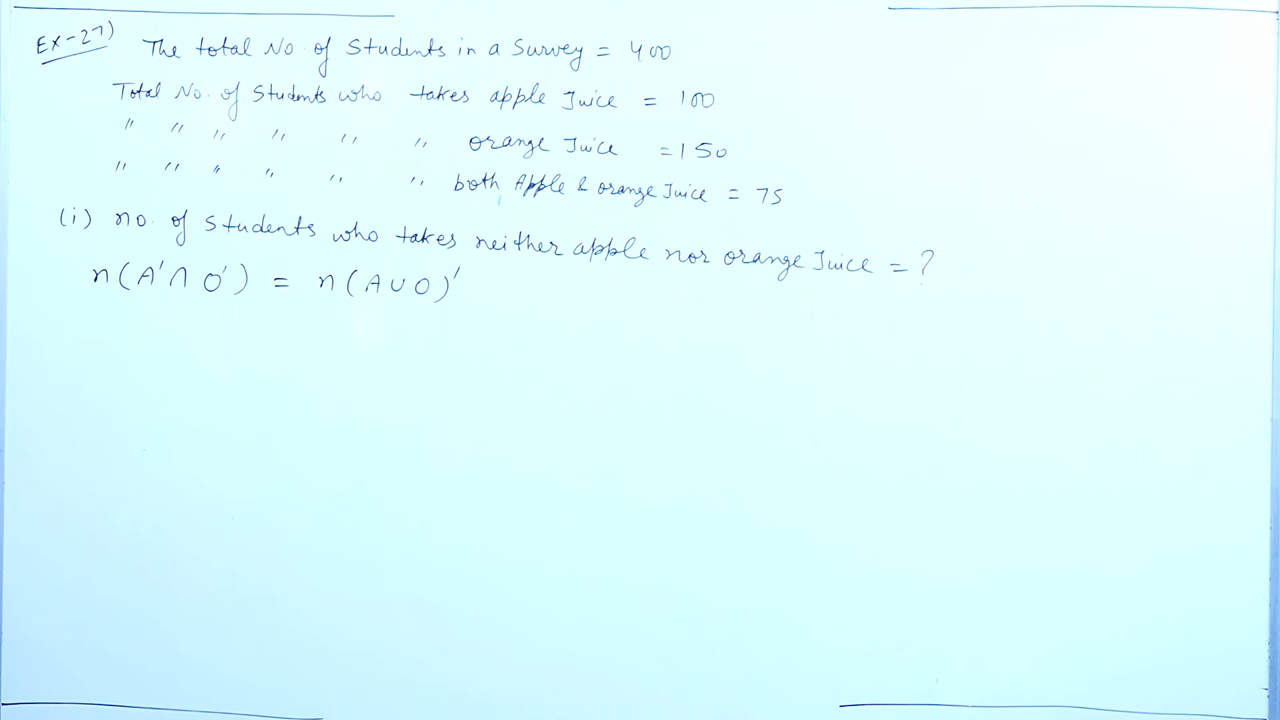 Ex-27) The total No. of Students in a Survey = 400
Total No. of Students who takes apple Juice = 100
" " " " " " orange Juice = 150
" " " " " " both Apple & orange Juice = 75
(i) no. of Students who takes neither apple nor orange Juice = ?
n(A'∩O') = n(A∪O)'